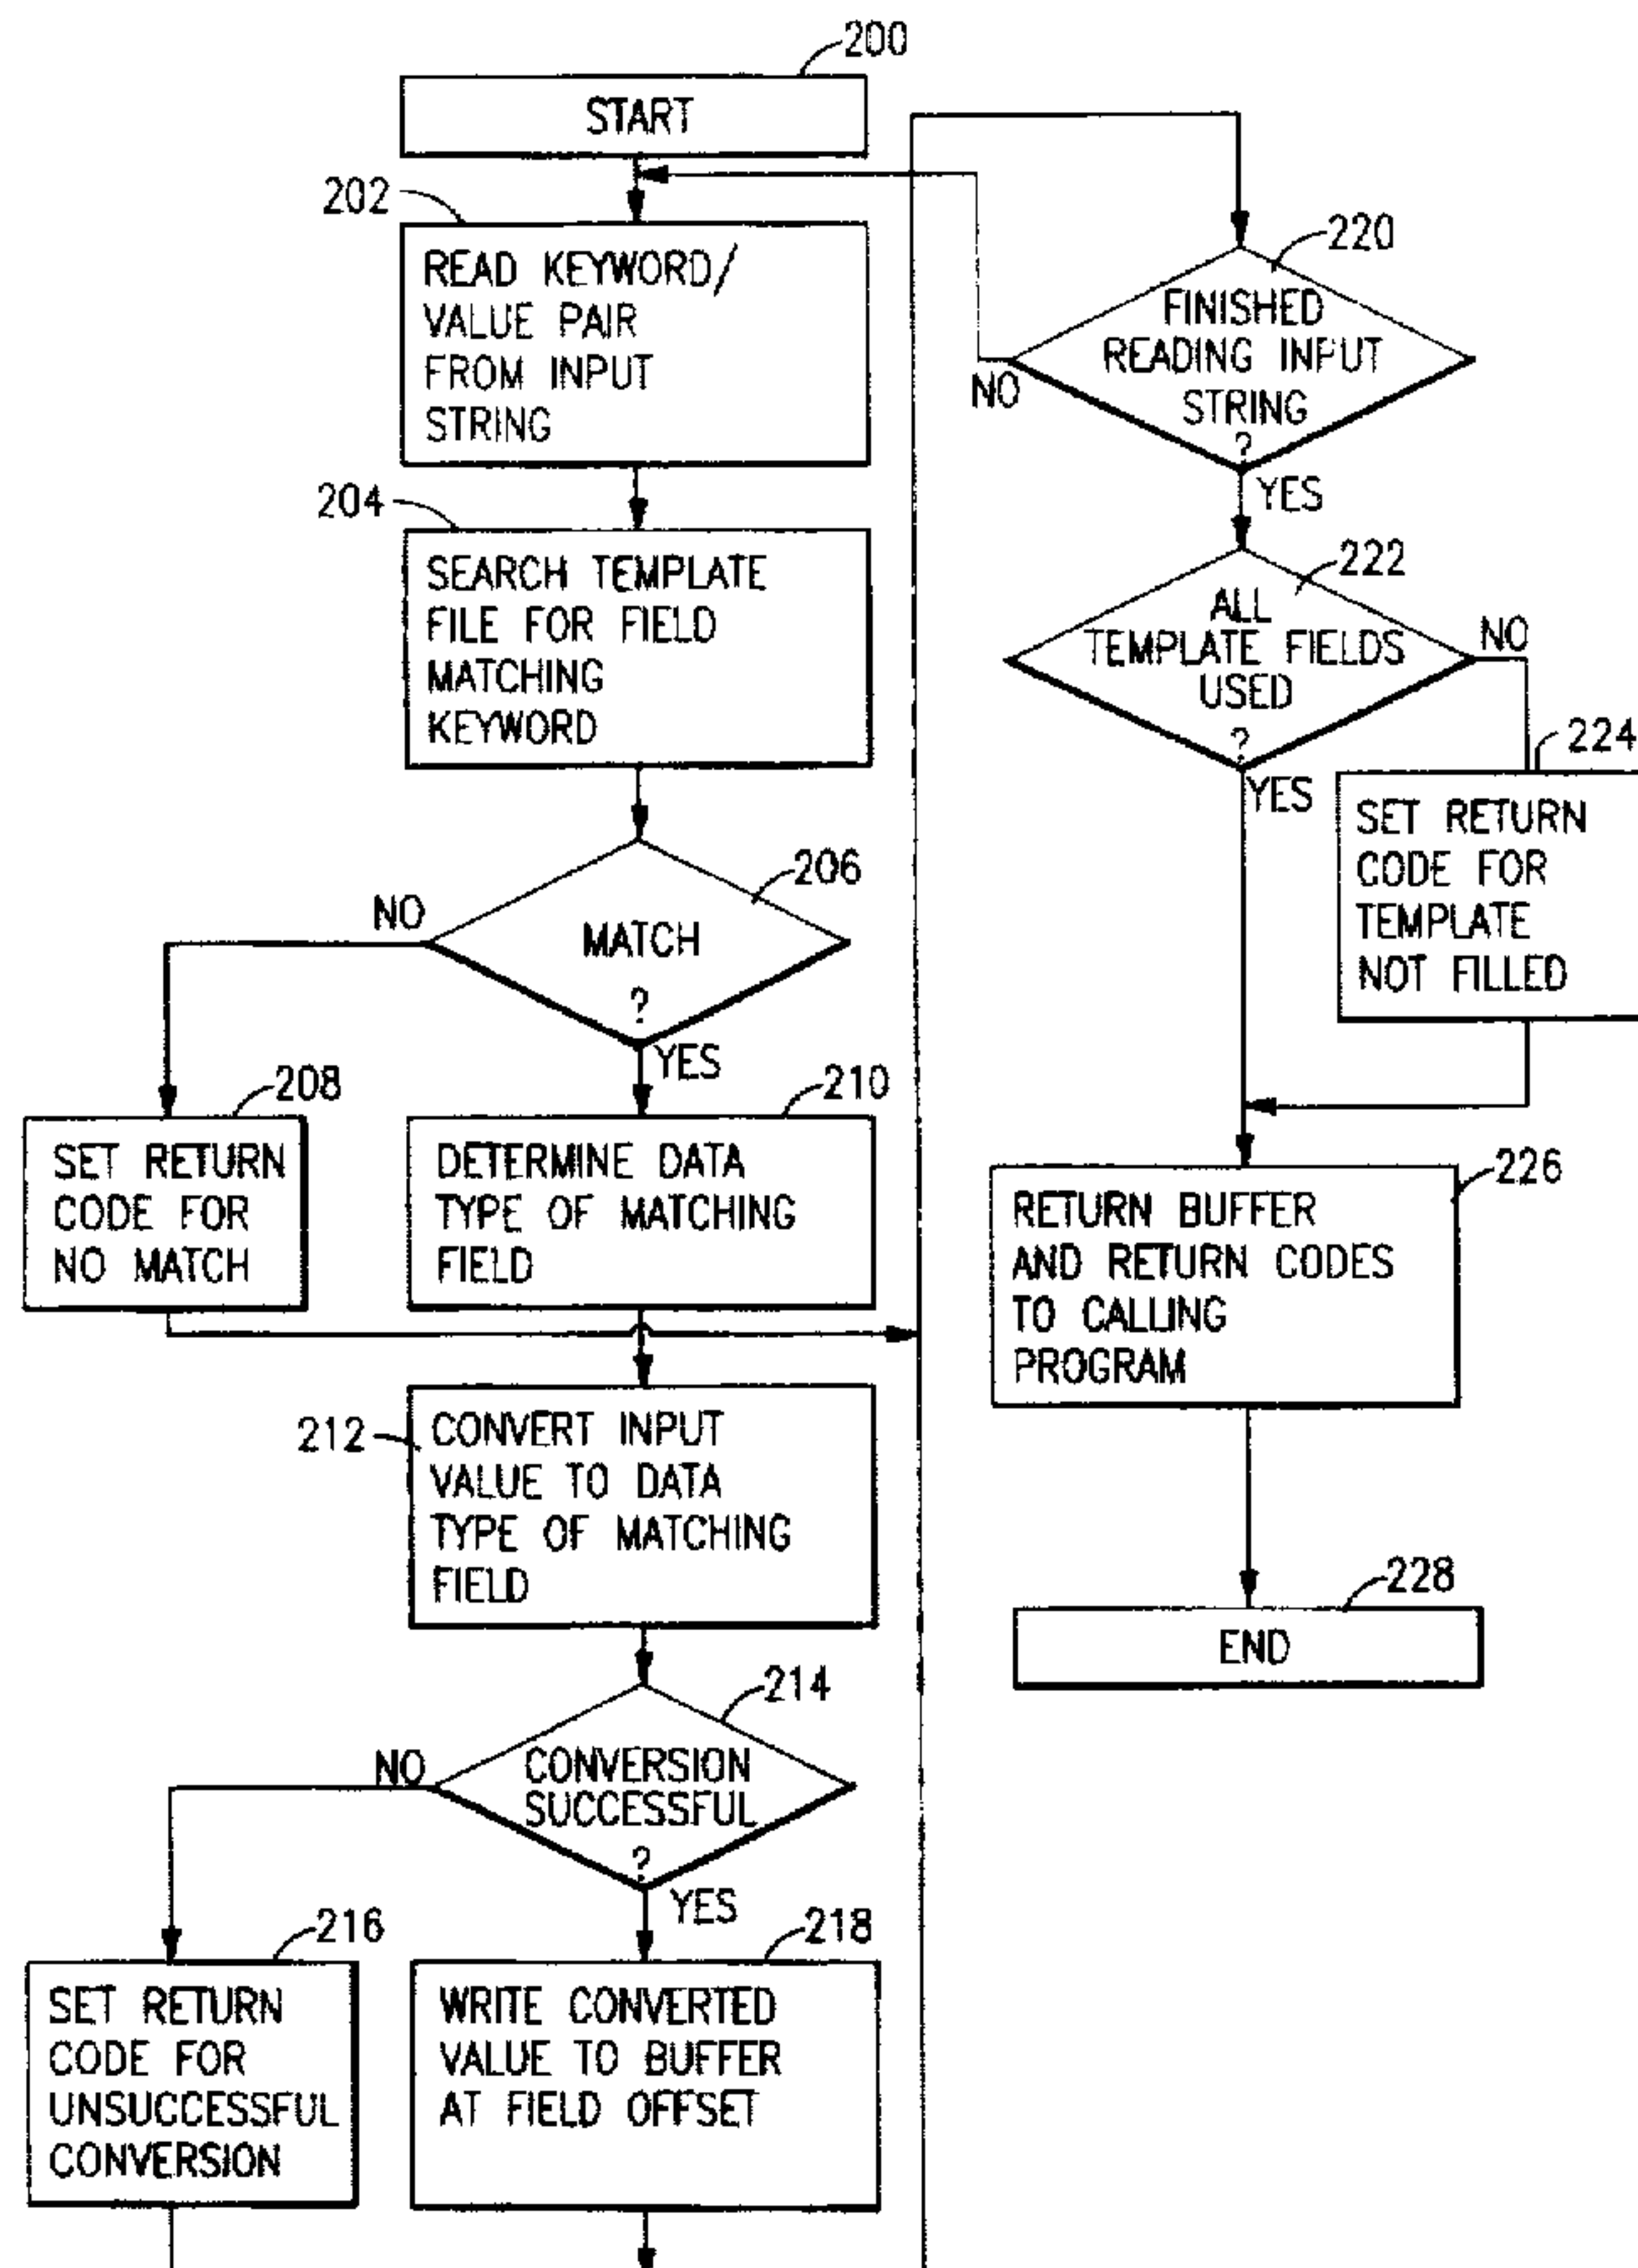 200
START
202
READ KEYWORD/
VALUE PAIR
FROM INPUT
STRING
204
SEARCH TEMPLATE
FILE FOR FIELD
MATCHING
KEYWORD
206
MATCH
?
NO
YES
208
SET RETURN
CODE FOR
NO MATCH
210
DETERMINE DATA
TYPE OF MATCHING
FIELD
212
CONVERT INPUT
VALUE TO DATA
TYPE OF MATCHING
FIELD
214
CONVERSION
SUCCESSFUL
?
NO
YES
216
SET RETURN
CODE FOR
UNSUCCESSFUL
CONVERSION
218
WRITE CONVERTED
VALUE TO BUFFER
AT FIELD OFFSET
220
FINISHED
READING INPUT
STRING
?
NO
YES
222
ALL
TEMPLATE FIELDS
USED
?
NO
YES
224
SET RETURN
CODE FOR
TEMPLATE
NOT FILLED
226
RETURN BUFFER
AND RETURN CODES
TO CALLING
PROGRAM
228
END